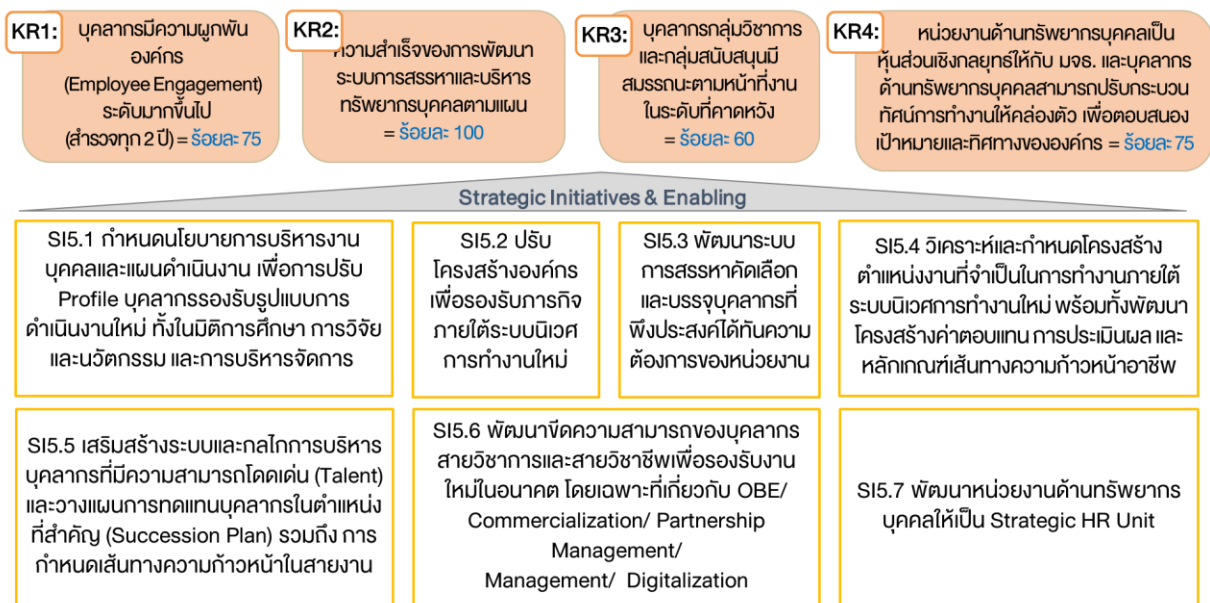 KR1:
บุคลากรมีความผูกพัน
องค์กร
(Employee Engagement)
ระดับมากขึ้นไป
(สำรวจทุก 2 ปี) = ร้อยละ 75
KR2:
ความสำเร็จของการพัฒนา
ระบบการสรรหาและบริหาร
ทรัพยากรบุคคลตามแผน
= ร้อยละ 100
KR3:
บุคลากรกลุ่มวิชาการ
และกลุ่มสนับสนุนมี
สมรรถนะตามหน้าที่งาน
ในระดับที่คาดหวัง
= ร้อยละ 60
KR4:
หน่วยงานด้านทรัพยากรบุคคลเป็น
หุ้นส่วนเชิงกลยุทธ์ให้กับ มจธ. และบุคลากร
ด้านทรัพยากรบุคคลสามารถปรับกระบวน
ทัศน์การทำงานให้คล่องตัว เพื่อตอบสนอง
เป้าหมายและทิศทางขององค์กร = ร้อยละ 75
Strategic Initiatives & Enabling
SI5.1 กำหนดนโยบายการบริหารงาน
บุคคลและแผนดำเนินงาน เพื่อการปรับ
Profile บุคลากรรองรับรูปแบบการ
ดำเนินงานใหม่ ทั้งในมิติการศึกษา การวิจัย
และนวัตกรรม และการบริหารจัดการ
SI5.2 ปรับ
โครงสร้างองค์กร
เพื่อรองรับภารกิจ
ภายใต้ระบบนิเวศ
การทำงานใหม่
SI5.3 พัฒนาระบบ
การสรรหาคัดเลือก
และบรรจุบุคลากรที่
พึงประสงค์ได้ทันความ
ต้องการของหน่วยงาน
SI5.4 วิเคราะห์และกำหนดโครงสร้าง
ตำแหน่งงานที่จำเป็นในการทำงานภายใต้
ระบบนิเวศการทำงานใหม่ พร้อมทั้งพัฒนา
โครงสร้างค่าตอบแทน การประเมินผล และ
หลักเกณฑ์เส้นทางความก้าวหน้าอาชีพ
SI5.5 เสริมสร้างระบบและกลไกการบริหาร
บุคลากรที่มีความสามารถโดดเด่น (Talent)
และวางแผนการทดแทนบุคลากรในตำแหน่ง
ที่สำคัญ (Succession Plan) รวมถึง การ
กำหนดเส้นทางความก้าวหน้าในสายงาน
SI5.6 พัฒนาขีดความสามารถของบุคลากร
สายวิชาการและสายวิชาชีพเพื่อรองรับงาน
ใหม่ในอนาคต โดยเฉพาะที่เกี่ยวกับ OBE/
Commercialization/ Partnership
Management/
Management/ Digitalization
SI5.7 พัฒนาหน่วยงานด้านทรัพยากร
บุคคลให้เป็น Strategic HR Unit